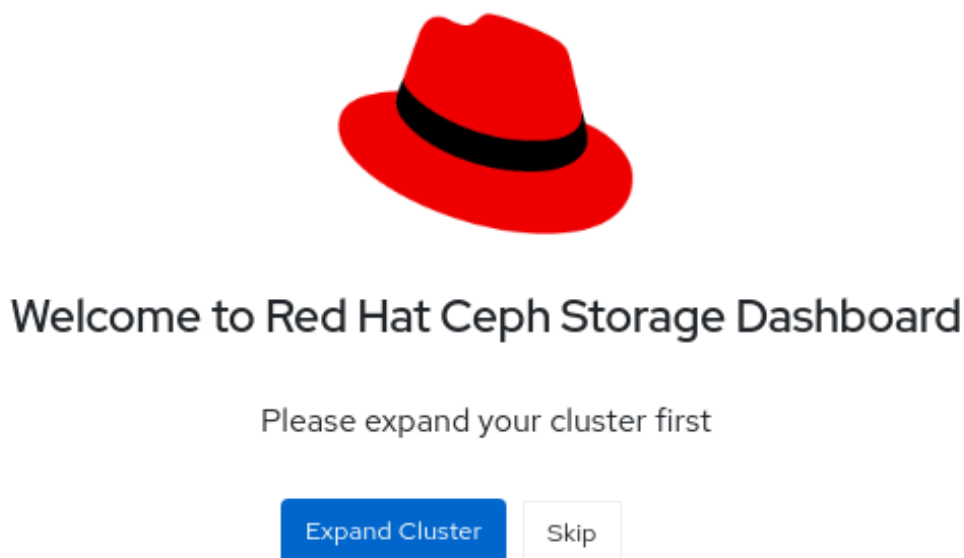 Welcome to Red Hat Ceph Storage Dashboard
Please expand your cluster first
Expand Cluster
Skip